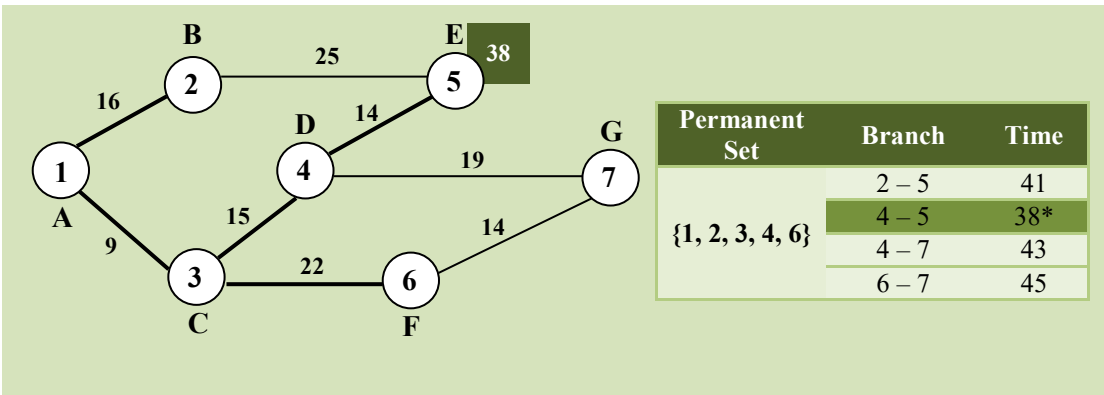 B
E
38
25
2
5
16
14
D
G
1
4
19
7
A
15
9
14
3
22
6
C
F
Permanent
Set
Branch
Time
{1, 2, 3, 4, 6}
2 – 5 41
4 – 5 38*
4 – 7 43
6 – 7 45